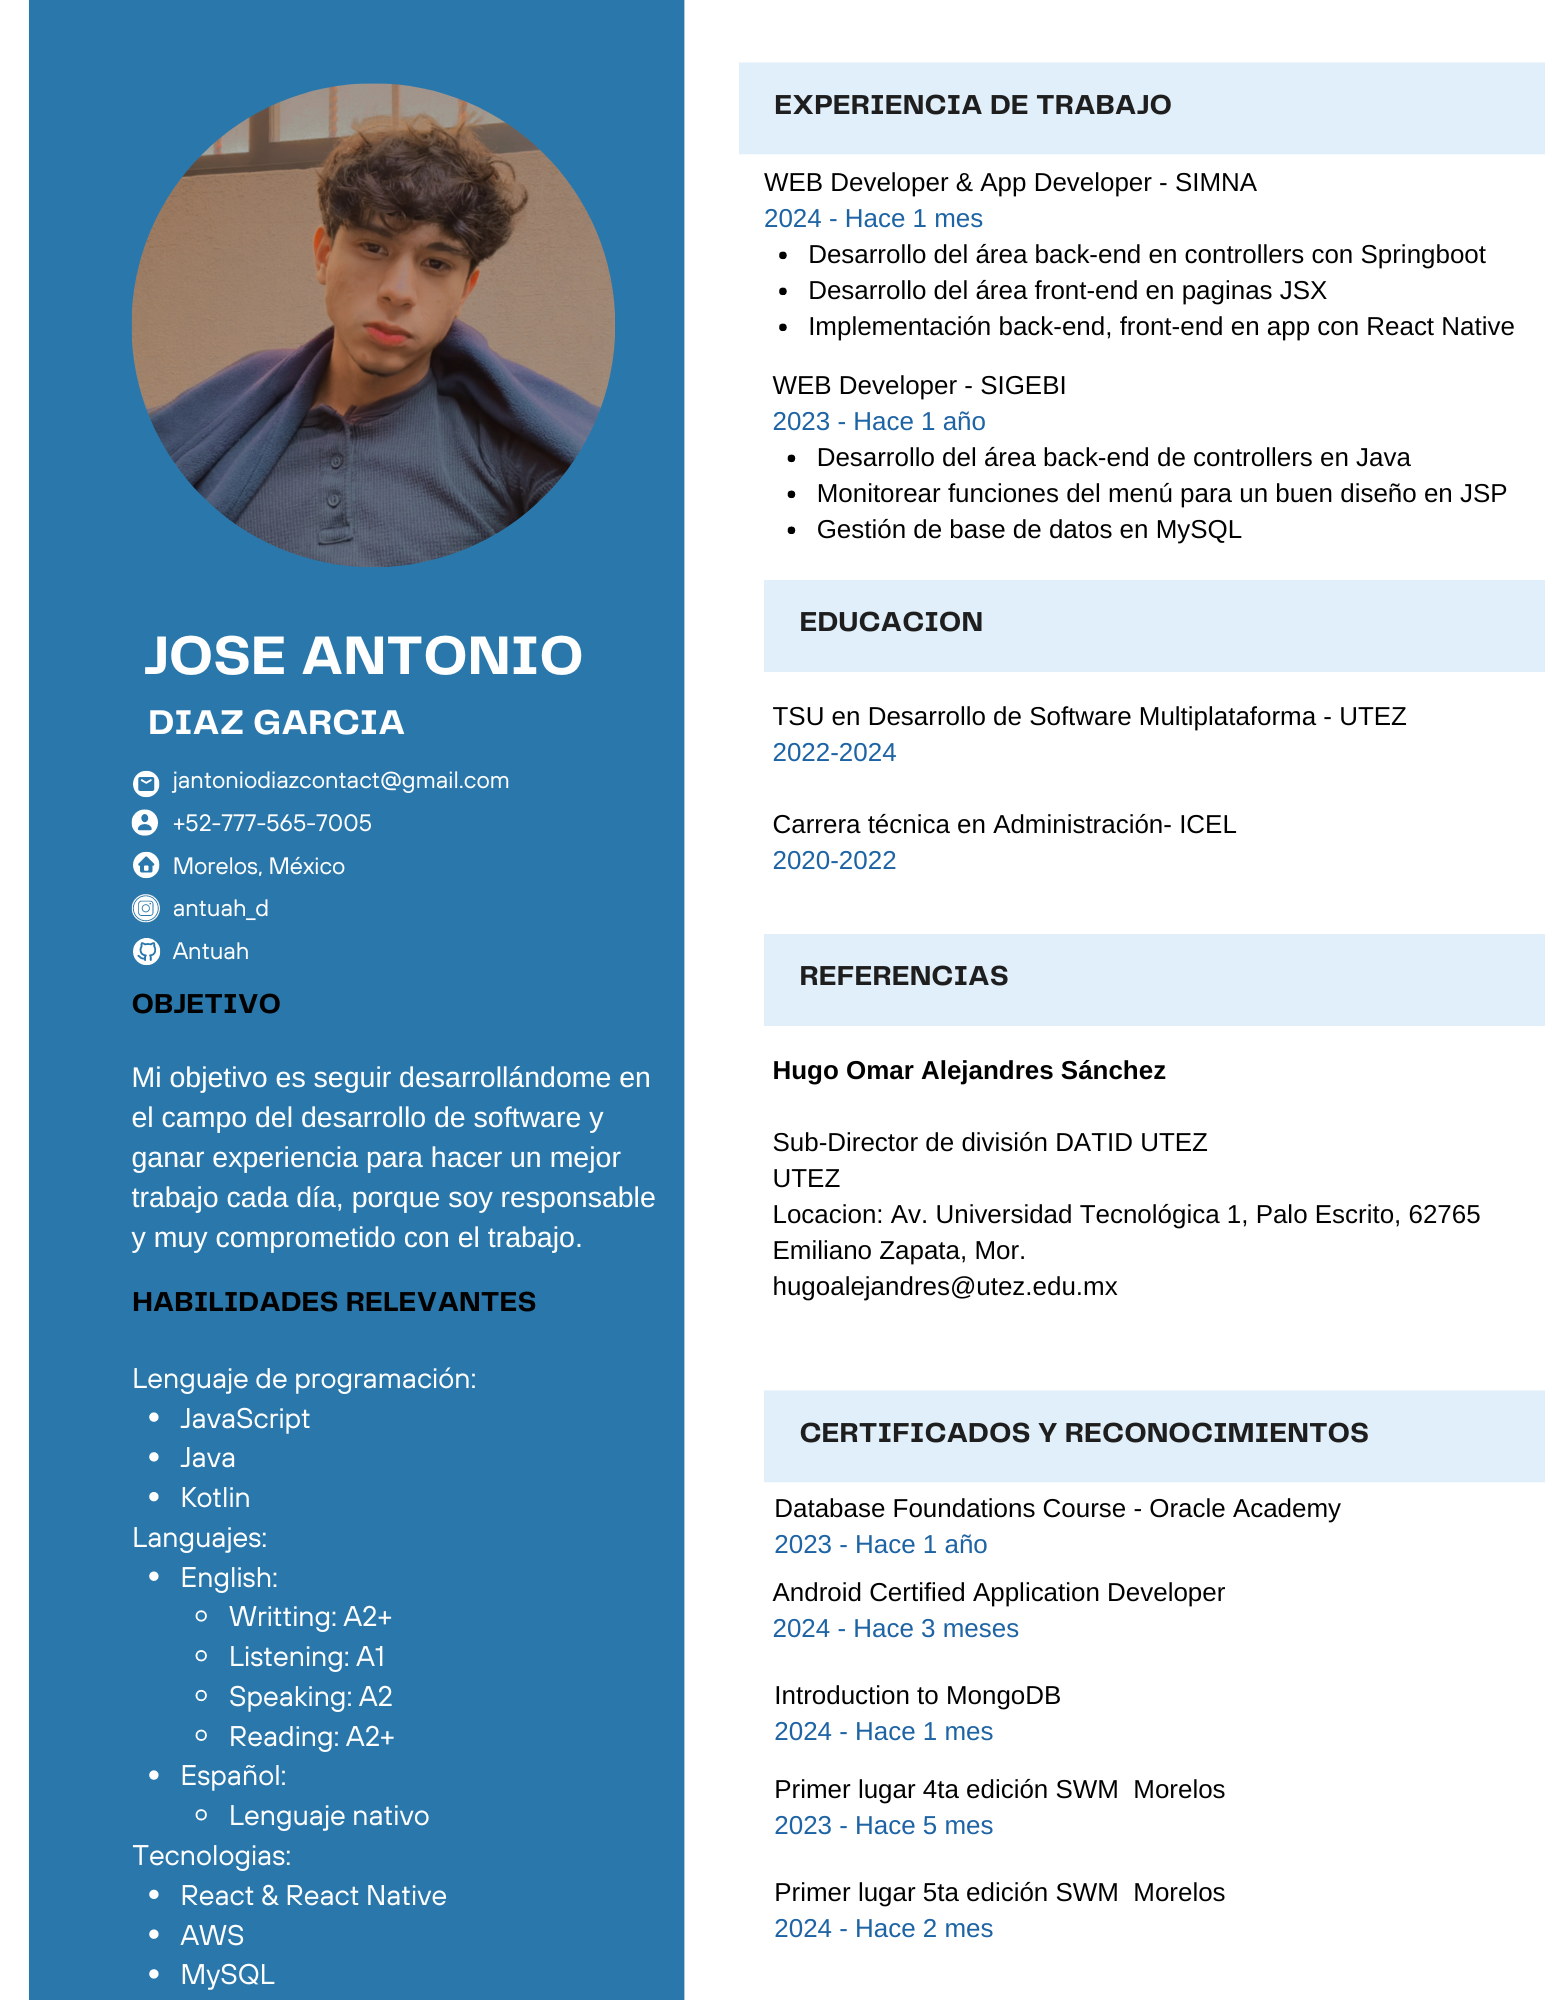 JOSE ANTONIO
DIAZ GARCIA
jantoniodiazcontact@gmail.com
+52-777-565-7005
Morelos, México
antuah_d
Antuah
OBJETIVO
Mi objetivo es seguir desarrollándome en
el campo del desarrollo de software y
ganar experiencia para hacer un mejor
trabajo cada día, porque soy responsable
y muy comprometido con el trabajo.
HABILIDADES RELEVANTES
Lenguaje de programación:
• JavaScript
• Java
• Kotlin
Languajes:
• English:
◦ Writting: A2+
◦ Listening: A1
◦ Speaking: A2
◦ Reading: A2+
• Español:
◦ Lenguaje nativo
Tecnologias:
• React & React Native
• AWS
• MySQL
EXPERIENCIA DE TRABAJO
WEB Developer & App Developer - SIMNA
2024 - Hace 1 mes
• Desarrollo del área back-end en controllers con Springboot
• Desarrollo del área front-end en paginas JSX
• Implementación back-end, front-end en app con React Native
WEB Developer - SIGEBI
2023 - Hace 1 año
• Desarrollo del área back-end de controllers en Java
• Monitorear funciones del menú para un buen diseño en JSP
• Gestión de base de datos en MySQL
EDUCACION
TSU en Desarrollo de Software Multiplataforma - UTEZ
2022-2024
Carrera técnica en Administración- ICEL
2020-2022
REFERENCIAS
Hugo Omar Alejandres Sánchez
Sub-Director de división DATID UTEZ
UTEZ
Locacion: Av. Universidad Tecnológica 1, Palo Escrito, 62765
Emiliano Zapata, Mor.
hugoalejandres@utez.edu.mx
CERTIFICADOS Y RECONOCIMIENTOS
Database Foundations Course - Oracle Academy
2023 - Hace 1 año
Android Certified Application Developer
2024 - Hace 3 meses
Introduction to MongoDB
2024 - Hace 1 mes
Primer lugar 4ta edición SWM  Morelos
2023 - Hace 5 mes
Primer lugar 5ta edición SWM  Morelos
2024 - Hace 2 mes